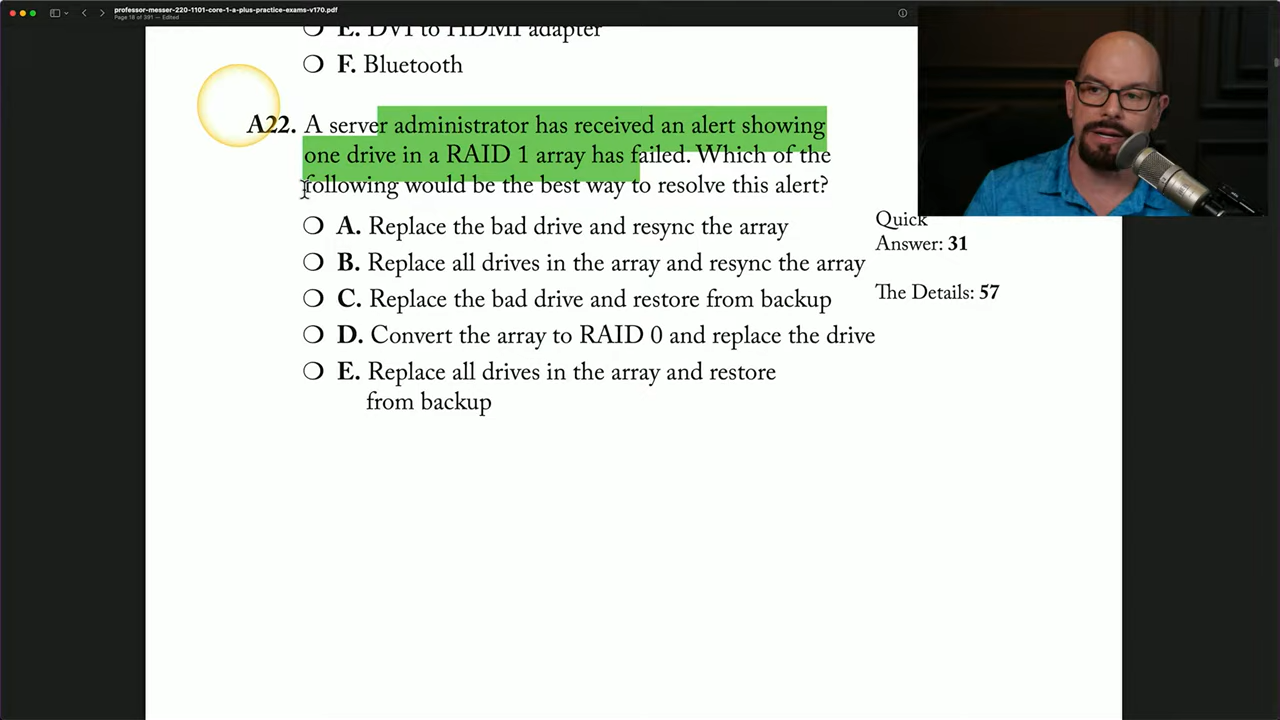 professor-messer-220-1101-core-1-a-plus-practice-exams-v170.pdf
Page 18 of 391 — Edited
E. DVI to HDMI adapter
F. Bluetooth
A22. A server administrator has received an alert showing
one drive in a RAID 1 array has failed. Which of the
following would be the best way to resolve this alert?
A. Replace the bad drive and resync the array
B. Replace all drives in the array and resync the array
C. Replace the bad drive and restore from backup
D. Convert the array to RAID 0 and replace the drive
E. Replace all drives in the array and restore
from backup
Quick
Answer: 31
The Details: 57